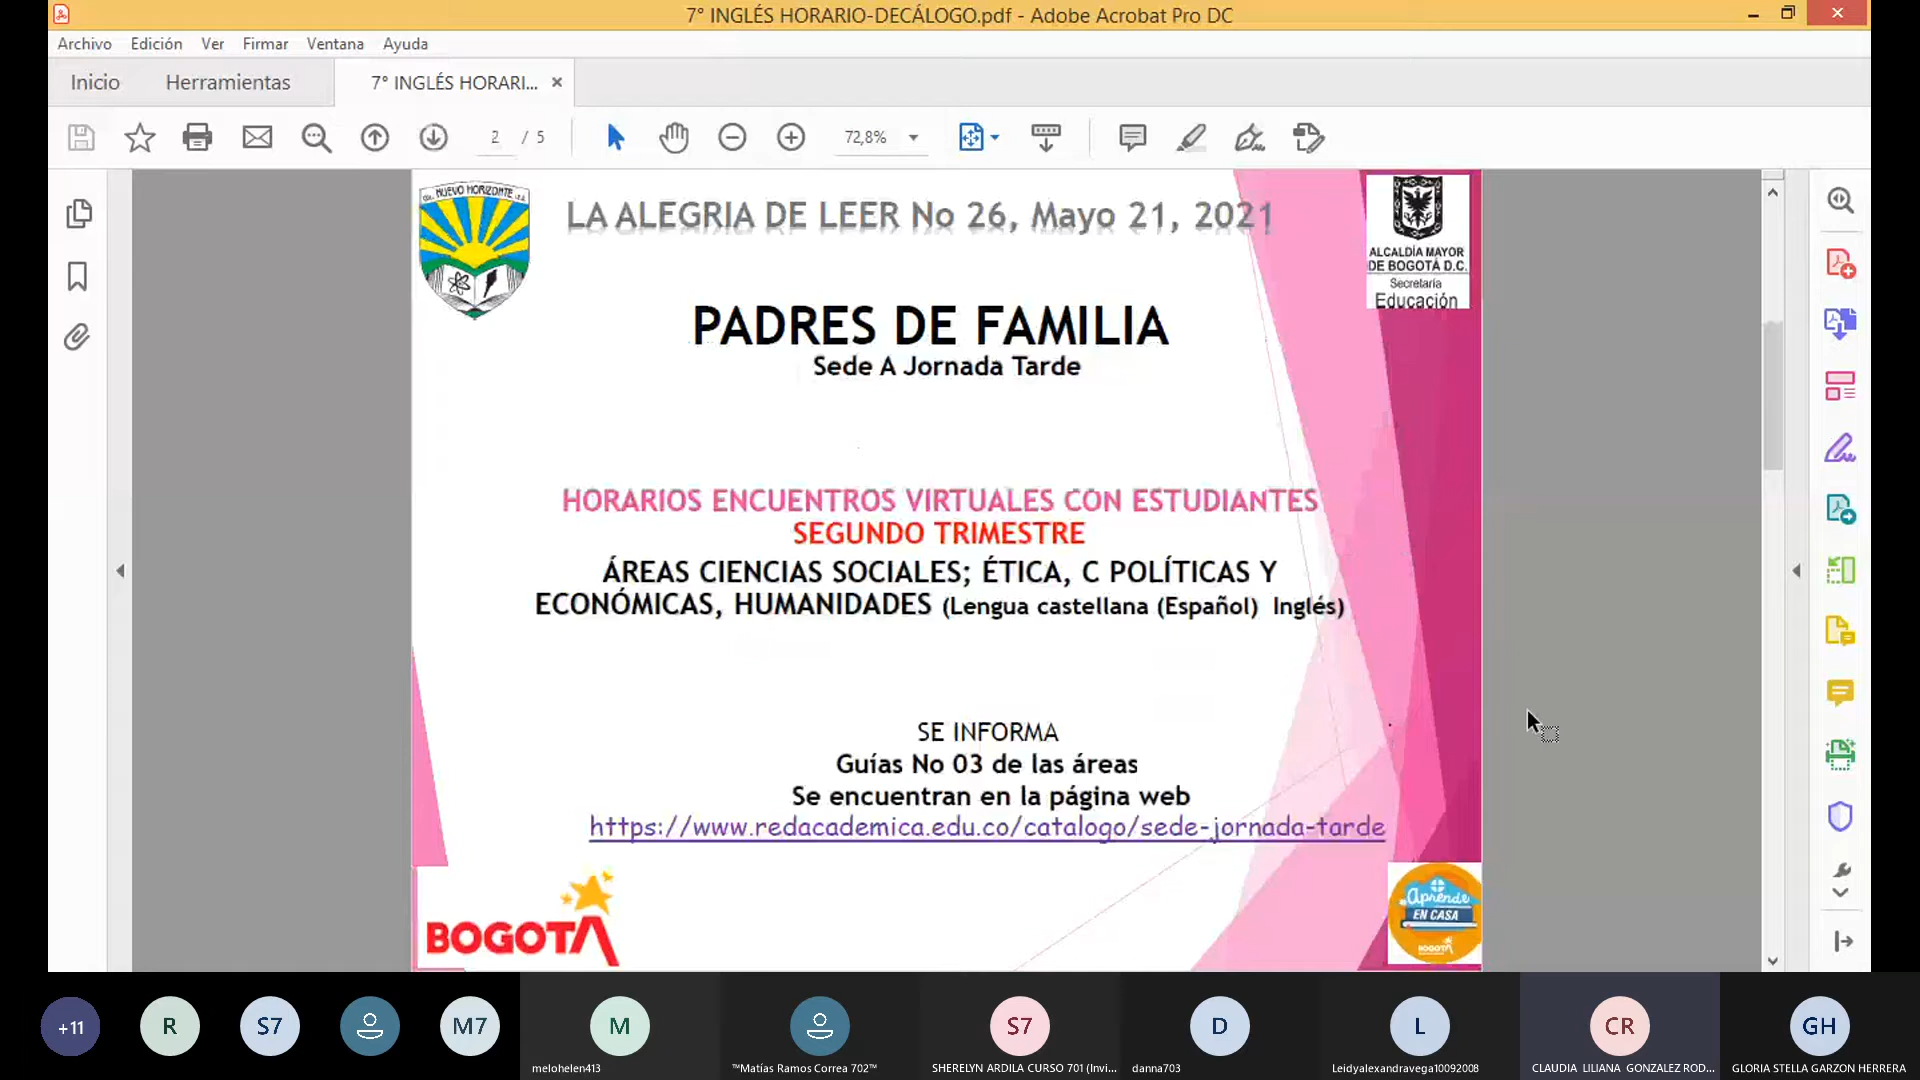 7° INGLÉS HORARIO-DECÁLOGO.pdf - Adobe Acrobat Pro DC
Archivo Edición Ver Firmar Ventana Ayuda
Inicio Herramientas 7° INGLÉS HORARI... ×
2 / 5 72,8%
COL. NUEVO HORIZONTE I.E.D.
LA ALEGRIA DE LEER No 26, Mayo 21, 2021
ALCALDÍA MAYOR
DE BOGOTÁ D.C.
Secretaría
Educación
PADRES DE FAMILIA
Sede A Jornada Tarde
HORARIOS ENCUENTROS VIRTUALES CON ESTUDIANTES
SEGUNDO TRIMESTRE
ÁREAS CIENCIAS SOCIALES; ÉTICA, C POLÍTICAS Y
ECONÓMICAS, HUMANIDADES (Lengua castellana (Español) Inglés)
SE INFORMA
Guías No 03 de las áreas
Se encuentran en la página web
https://www.redacademica.edu.co/catalogo/sede-jornada-tarde
BOGOTÁ
Aprende
EN CASA
BOGOTÁ
+11 R S7 M7 M S7 D L CR GH
melohelen413
™Matías Ramos Correa 702™
SHERELYN ARDILA CURSO 701 (Invi...
danna703
Leidyalexandravega10092008
CLAUDIA LILIANA GONZALEZ ROD...
GLORIA STELLA GARZON HERRERA